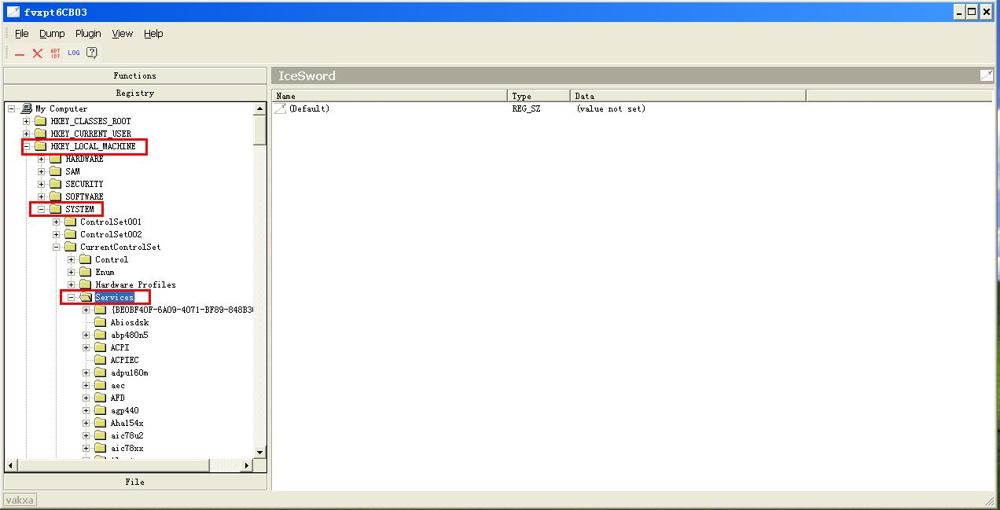 fvxpt6CB03
File Dump Plugin View Help
GDT IDT LOG ?
Functions
Registry
IceSword
Name Type Data
(Default) REG_SZ (value not set)
My Computer
HKEY_CLASSES_ROOT
HKEY_CURRENT_USER
HKEY_LOCAL_MACHINE
HARDWARE
SAM
SECURITY
SOFTWARE
SYSTEM
ControlSet001
ControlSet002
CurrentControlSet
Control
Enum
Hardware Profiles
Services
{BE0BF40F-6A09-4071-BF89-848B3
Abiosdsk
abp480n5
ACPI
ACPIEC
adpu160m
aec
AFD
agp440
Aha154x
aic78u2
aic78xx
File
vakxa